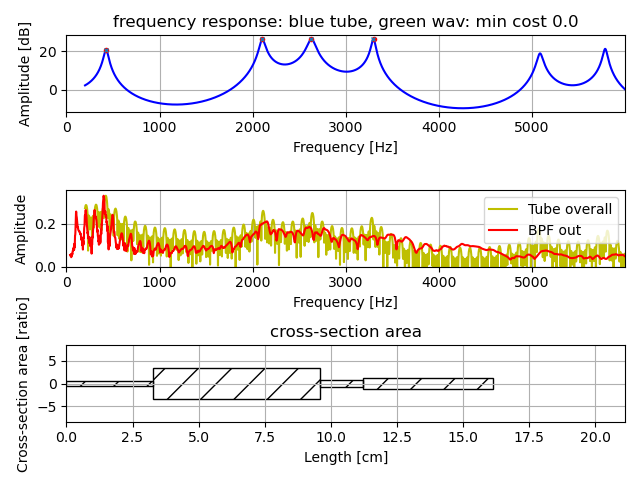 frequency response: blue tube, green wav: min cost 0.0
Amplitude [dB]
20
0
0 1000 2000 3000 4000 5000
Frequency [Hz]
Amplitude
0.2
0.0
Tube overall
BPF out
0 1000 2000 3000 4000 5000
Frequency [Hz]
cross-section area
Cross-section area [ratio]
5
0
−5
0.0 2.5 5.0 7.5 10.0 12.5 15.0 17.5 20.0
Length [cm]